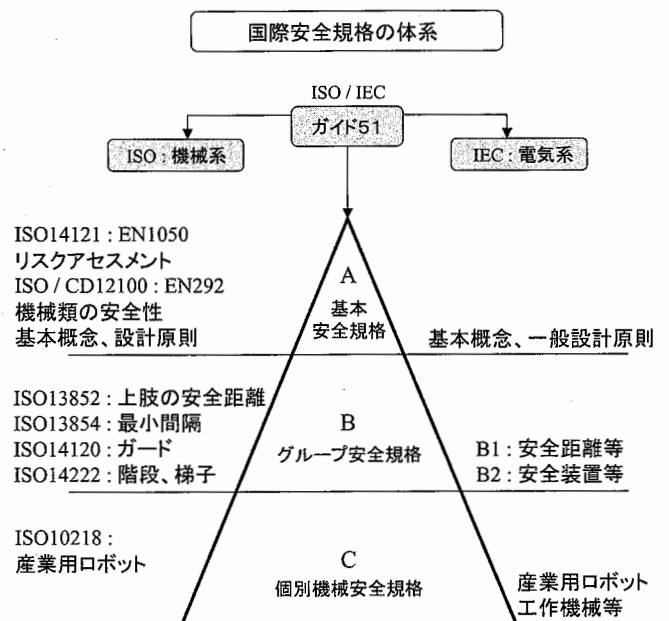 国際安全規格の体系
ISO / IEC
ガイド51
ISO : 機械系
IEC : 電気系
ISO14121 : EN1050
リスクアセスメント
ISO / CD12100 : EN292
機械類の安全性
基本概念、設計原則
A
基本
安全規格
基本概念、一般設計原則
ISO13852 : 上肢の安全距離
ISO13854 : 最小間隔
ISO14120 : ガード
ISO14222 : 階段、梯子
B
グループ安全規格
B1 : 安全距離等
B2 : 安全装置等
ISO10218 :
産業用ロボット
C
個別機械安全規格
産業用ロボット
工作機械等